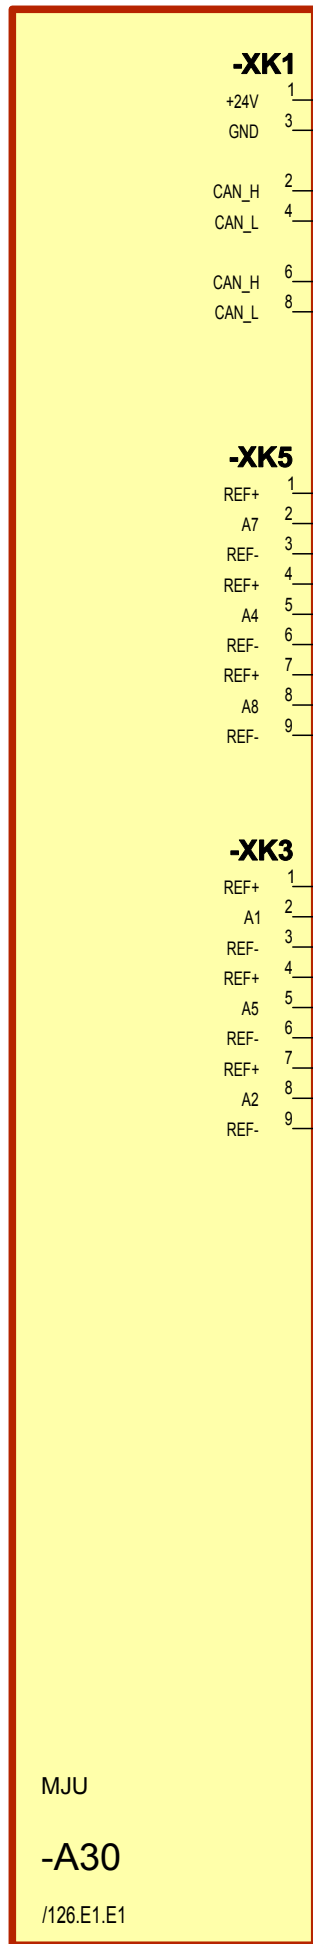 -XK1
+24V 1
GND 3
CAN_H 2
CAN_L 4
CAN_H 6
CAN_L 8
-XK5
REF+ 1
A7 2
REF- 3
REF+ 4
A4 5
REF- 6
REF+ 7
A8 8
REF- 9
-XK3
REF+ 1
A1 2
REF- 3
REF+ 4
A5 5
REF- 6
REF+ 7
A2 8
REF- 9
MJU
-A30
/126.E1.E1